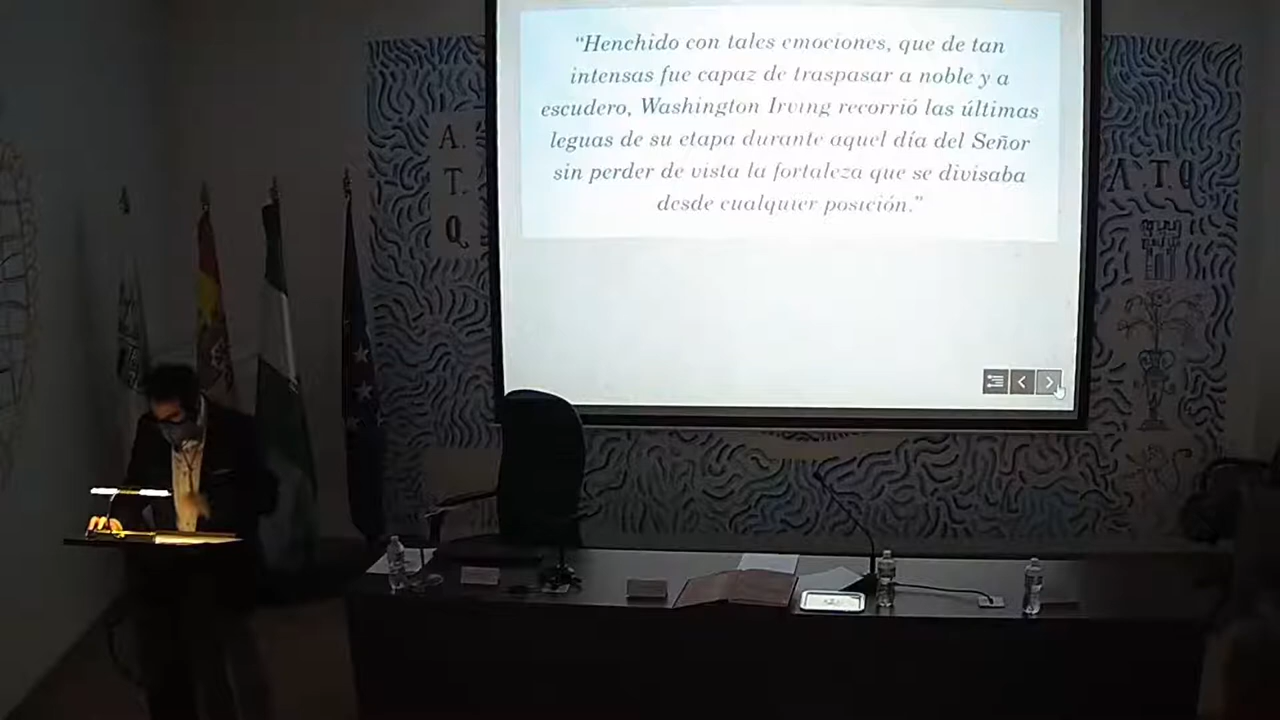 “Henchido con tales emociones, que de tan
intensas fue capaz de traspasar a noble y a
escudero, Washington Irving recorrió las últimas
leguas de su etapa durante aquel día del Señor
sin perder de vista la fortaleza que se divisaba
desde cualquier posición.”
A.
T.
Q.
A.T.Q